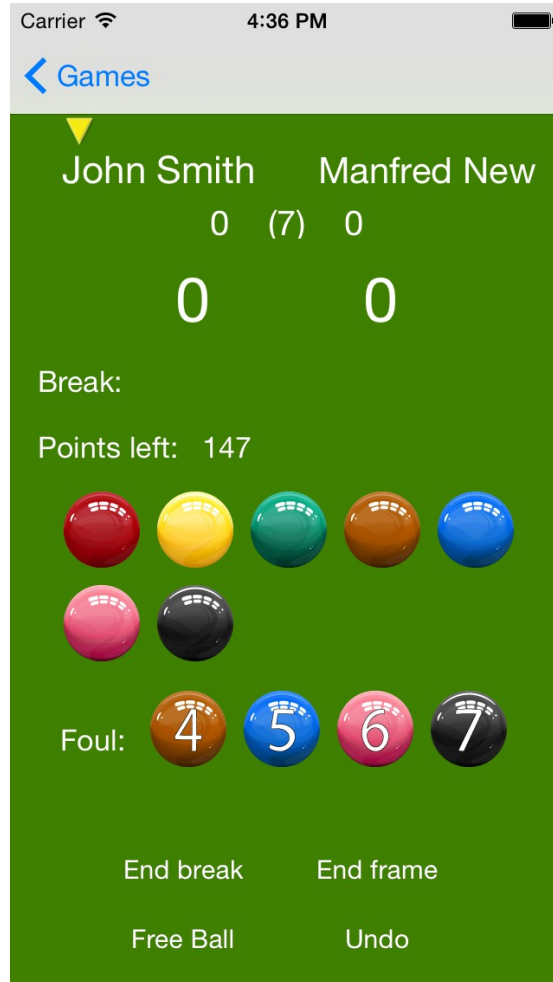 Carrier 4:36 PM
Games
John Smith Manfred New
0 (7) 0
0 0
Break:
Points left: 147
Foul: 4 5 6 7
End break End frame
Free Ball Undo